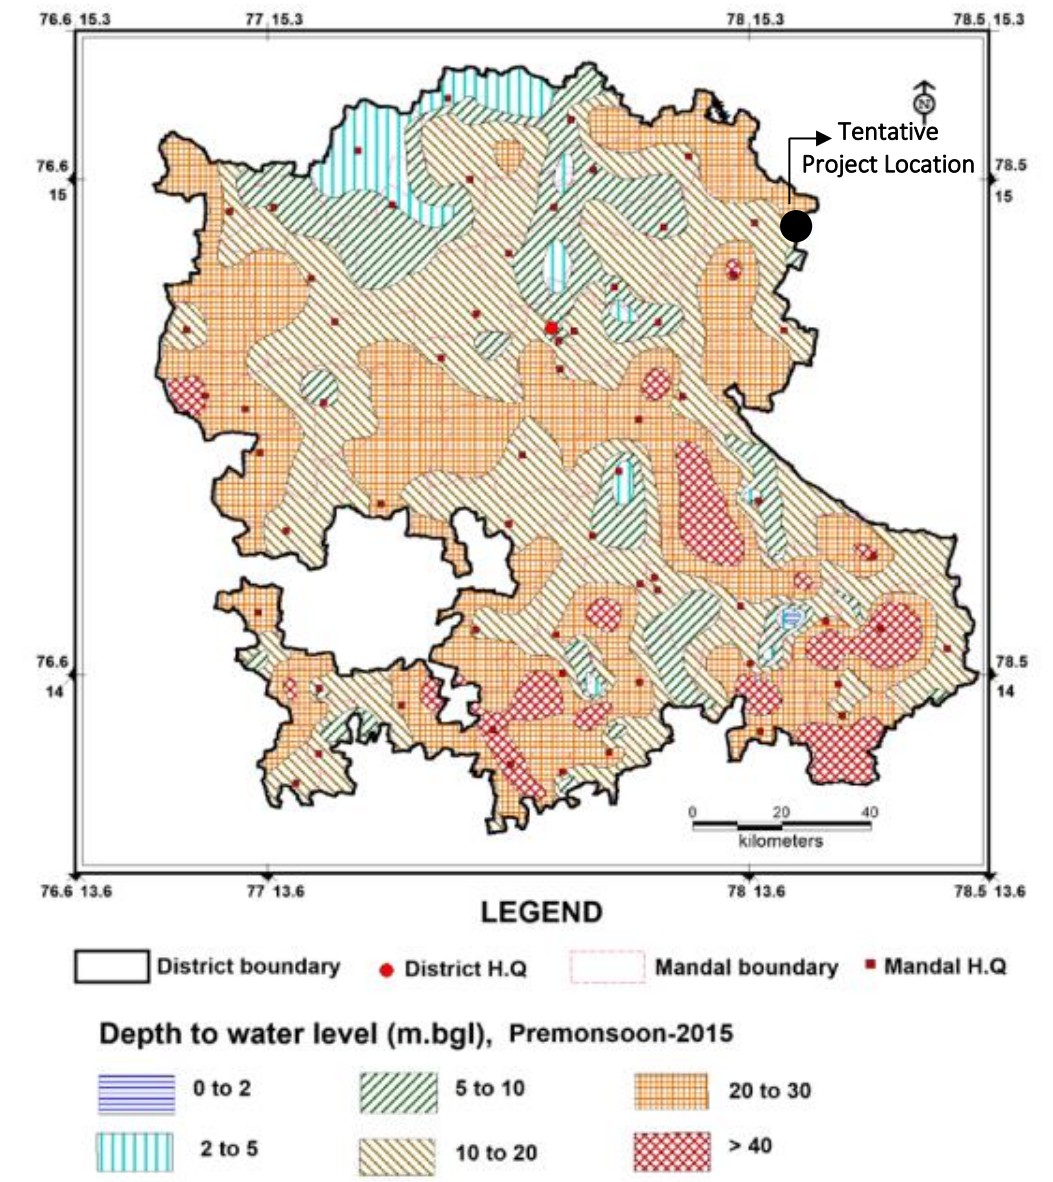 76.6 15.3
77 15.3
78 15.3
78.5 15.3
N
Tentative
Project Location
76.6
15
78.5
15
76.6
14
78.5
14
0 20 40
kilometers
76.6 13.6
77 13.6
78 13.6
78.5 13.6
LEGEND
District boundary
District H.Q
Mandal boundary
Mandal H.Q
Depth to water level (m.bgl), Premonsoon-2015
0 to 2
5 to 10
20 to 30
2 to 5
10 to 20
> 40